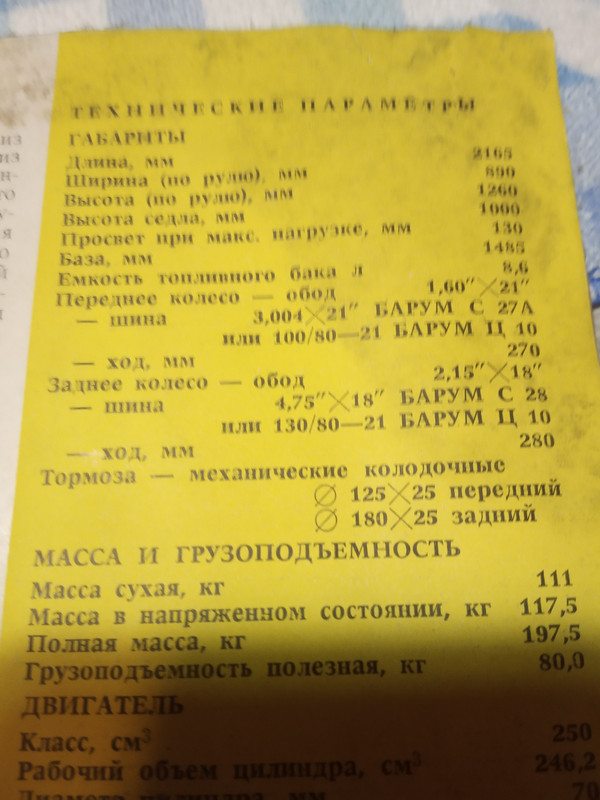 ТЕХНИЧЕСКИЕ ПАРАМЕТРЫ
ГАБАРИТЫ
Длина, мм 2165
Ширина (по рулю), мм 890
Высота (по рулю), мм 1260
Высота седла, мм 1000
Просвет при макс. нагрузке, мм 130
База, мм 1485
Емкость топливного бака л 8,6
Переднее колесо — обод 1,60″×21″
— шина 3,004×21″ БАРУМ С 27А
или 100/80—21 БАРУМ Ц 10
— ход, мм 270
Заднее колесо — обод 2,15″×18″
— шина 4,75″×18″ БАРУМ С 28
или 130/80—21 БАРУМ Ц 10
— ход, мм 280
Тормоза — механические колодочные
∅ 125×25 передний
∅ 180×25 задний
МАССА И ГРУЗОПОДЪЕМНОСТЬ
Масса сухая, кг 111
Масса в напряженном состоянии, кг 117,5
Полная масса, кг 197,5
Грузоподъемность полезная, кг 80,0
ДВИГАТЕЛЬ
Класс, см³ 250
Рабочий объем цилиндра, см³ 246,2
Диаметр цилиндра, мм 70